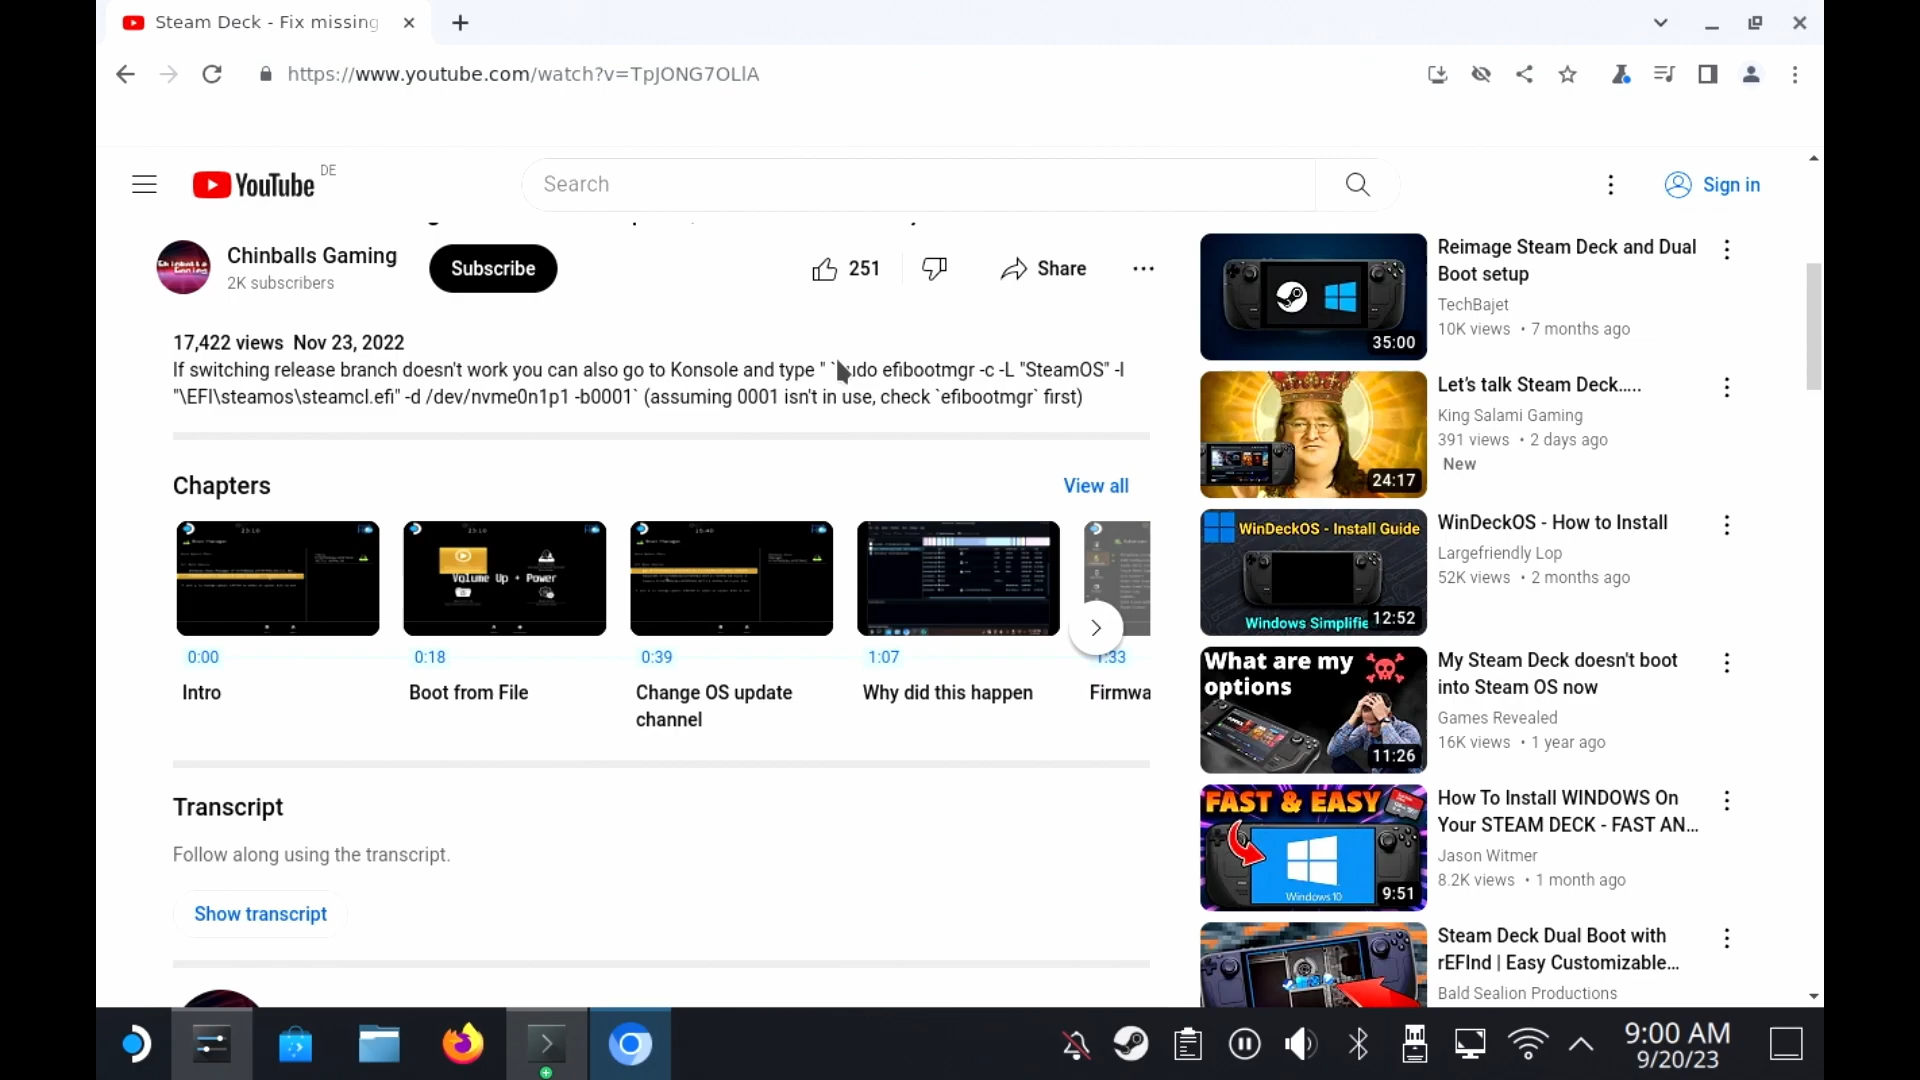 Steam Deck - Fix missing
https://www.youtube.com/watch?v=TpJONG7OLlA
YouTube
DE
Search
Sign in
Chinballs Gaming
2K subscribers
Subscribe
251
Share
17,422 views Nov 23, 2022
If switching release branch doesn't work you can also go to Konsole and type " `udo efibootmgr -c -L "SteamOS" -l
"\EFI\steamos\steamcl.efi" -d /dev/nvme0n1p1 -b0001` (assuming 0001 isn't in use, check `efibootmgr` first)
Chapters
View all
Volume Up + Power
0:00
0:18
0:39
1:07
1:33
Intro
Boot from File
Change OS update
channel
Why did this happen
Firmwa
Transcript
Follow along using the transcript.
Show transcript
35:00
Reimage Steam Deck and Dual
Boot setup
TechBajet
10K views • 7 months ago
24:17
Let's talk Steam Deck.....
King Salami Gaming
391 views • 2 days ago
New
WinDeckOS - Install Guide
Windows Simplifie
12:52
WinDeckOS - How to Install
Largefriendly Lop
52K views • 2 months ago
What are my
options
11:26
My Steam Deck doesn't boot
into Steam OS now
Games Revealed
16K views • 1 year ago
FAST & EASY
Windows 10
9:51
How To Install WINDOWS On
Your STEAM DECK - FAST AN...
Jason Witmer
8.2K views • 1 month ago
Steam Deck Dual Boot with
rEFInd | Easy Customizable...
Bald Sealion Productions
9:00 AM
9/20/23